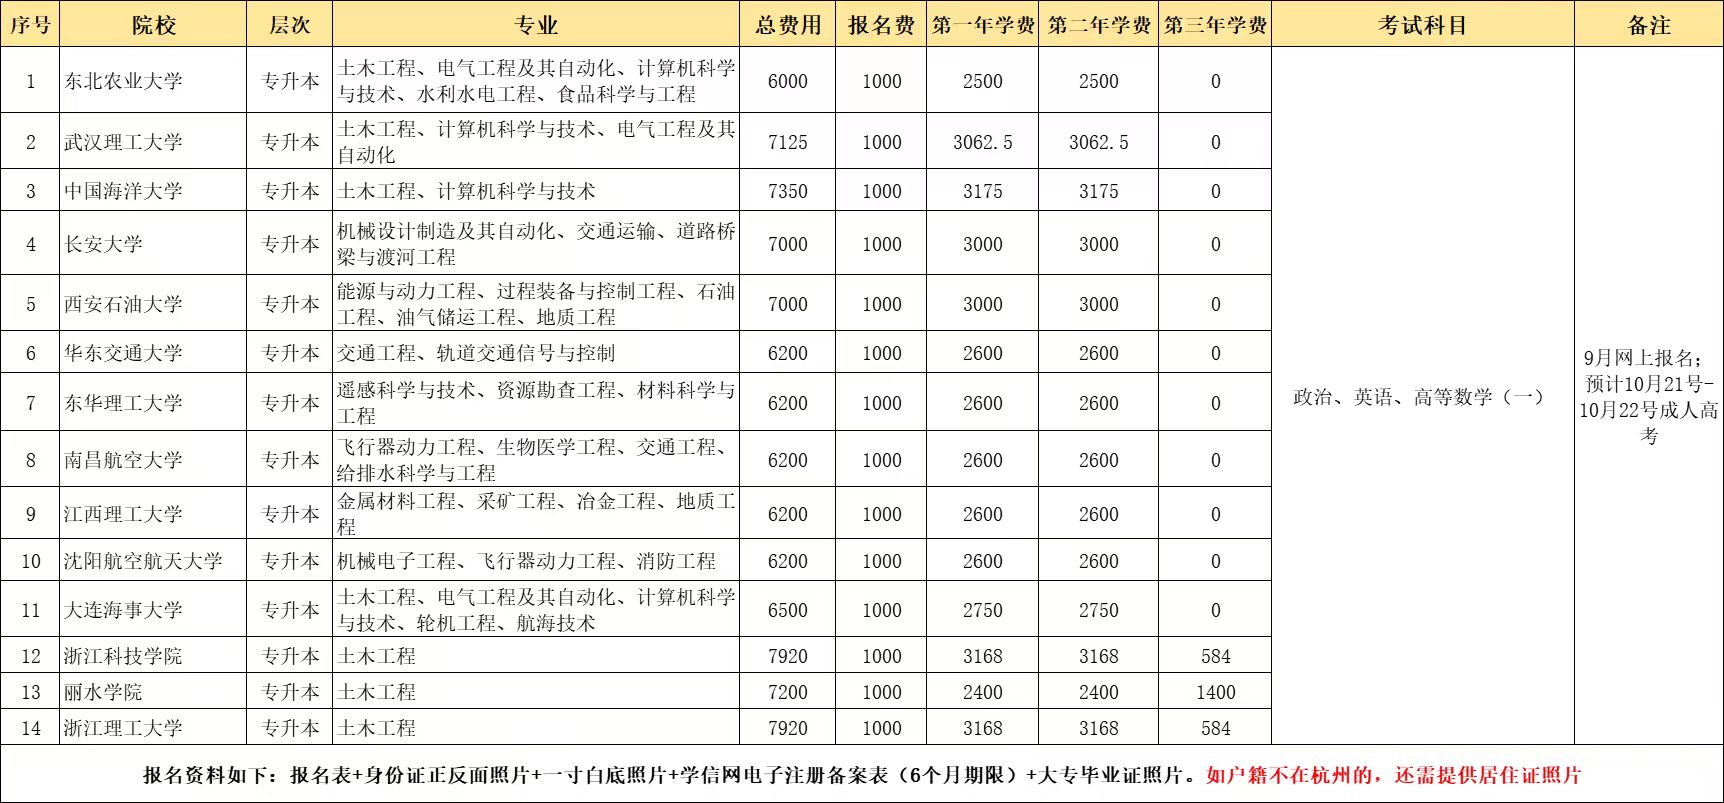 序号 院校 层次 专业 总费用 报名费 第一年学费 第二年学费 第三年学费 考试科目 备注
1 东北农业大学 专升本 土木工程、电气工程及其自动化、计算机科学
与技术、水利水电工程、食品科学与工程 6000 1000 2500 2500 0
2 武汉理工大学 专升本 土木工程、计算机科学与技术、电气工程及其
自动化 7125 1000 3062.5 3062.5 0
3 中国海洋大学 专升本 土木工程、计算机科学与技术 7350 1000 3175 3175 0
4 长安大学 专升本 机械设计制造及其自动化、交通运输、道路桥
梁与渡河工程 7000 1000 3000 3000 0
5 西安石油大学 专升本 能源与动力工程、过程装备与控制工程、石油
工程、油气储运工程、地质工程 7000 1000 3000 3000 0
6 华东交通大学 专升本 交通工程、轨道交通信号与控制 6200 1000 2600 2600 0
7 东华理工大学 专升本 遥感科学与技术、资源勘查工程、材料科学与
工程 6200 1000 2600 2600 0
8 南昌航空大学 专升本 飞行器动力工程、生物医学工程、交通工程、
给排水科学与工程 6200 1000 2600 2600 0
9 江西理工大学 专升本 金属材料工程、采矿工程、冶金工程、地质工
程 6200 1000 2600 2600 0
10 沈阳航空航天大学 专升本 机械电子工程、飞行器动力工程、消防工程 6200 1000 2600 2600 0
11 大连海事大学 专升本 土木工程、电气工程及其自动化、计算机科学
与技术、轮机工程、航海技术 6500 1000 2750 2750 0
12 浙江科技学院 专升本 土木工程 7920 1000 3168 3168 584
13 丽水学院 专升本 土木工程 7200 1000 2400 2400 1400
14 浙江理工大学 专升本 土木工程 7920 1000 3168 3168 584
政治、英语、高等数学（一）
9月网上报名；
预计10月21号-
10月22号成人高
考
报名资料如下：报名表+身份证正反面照片+一寸白底照片+学信网电子注册备案表（6个月期限）+大专毕业证照片。如户籍不在杭州的，还需提供居住证照片